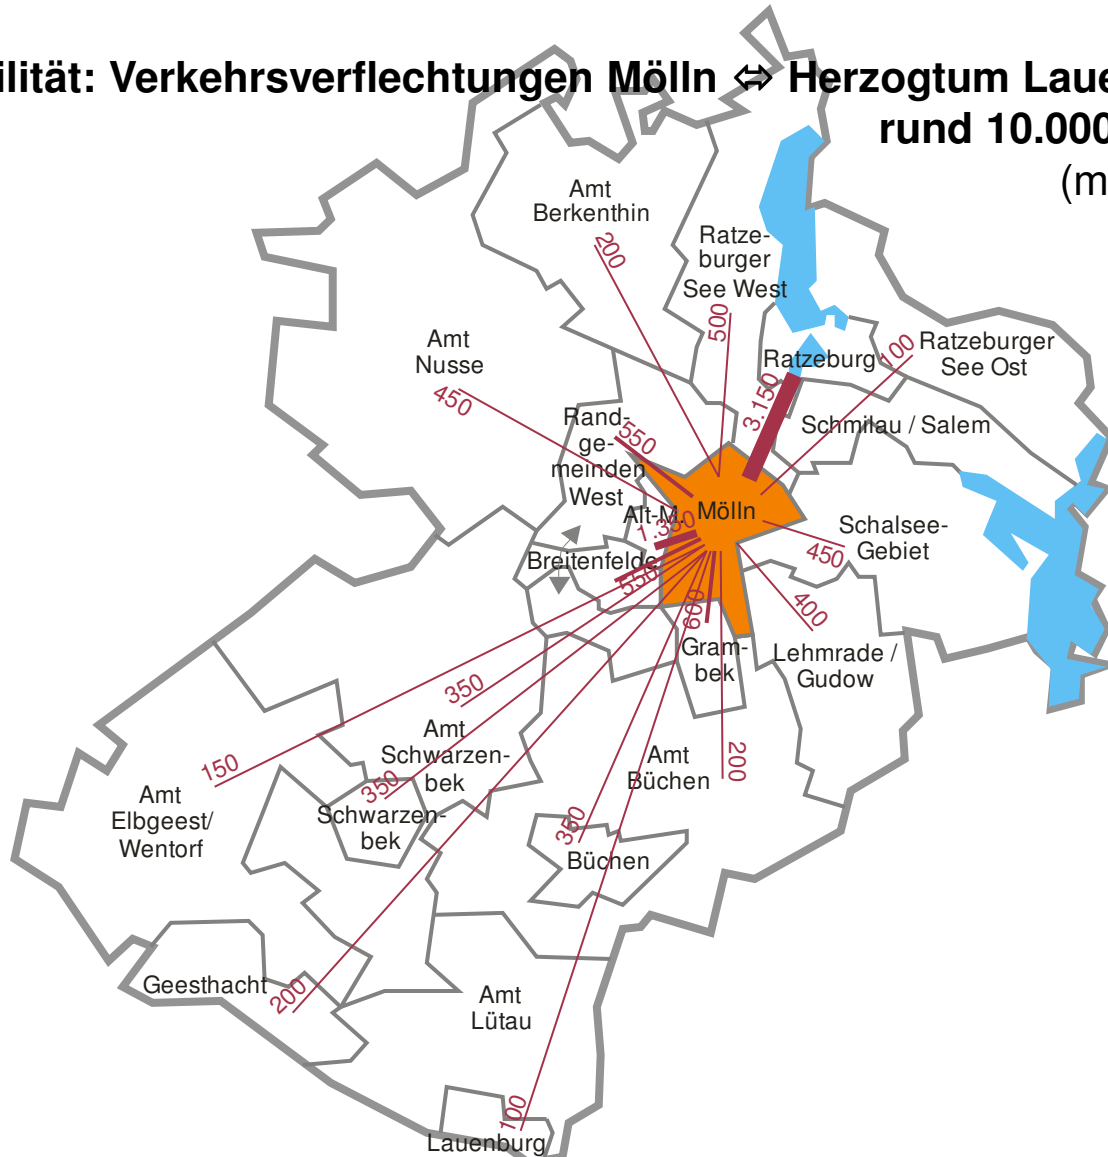 ilität: Verkehrsverflechtungen Mölln ⇔ Herzogtum Laue
rund 10.000
(m
Amt
Berkenthin
200
Ratze-
burger
See West
500
Amt
Nusse
450
Ratzeburg
3.150
100
Ratzeburger
See Ost
Schmilau / Salem
Rand-
ge-
meinden
West
550
Alt-M.
1.350
Mölln
Schalsee-
Gebiet
450
Breitenfelde
550
600
400
Gram-
bek
Lehmrade /
Gudow
350
150
Amt
Schwarzen-
bek
350
Amt
Büchen
200
Amt
Elbgeest/
Wentorf
Schwarzen-
bek
350
Büchen
Geesthacht
200
Amt
Lütau
100
Lauenburg